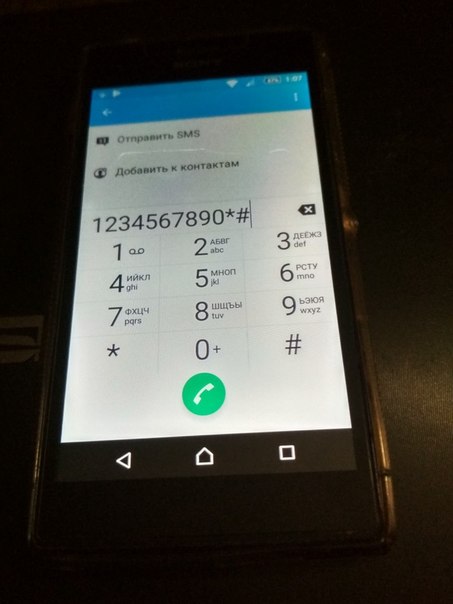 1:07
Отправить SMS
Добавить к контактам
1234567890*#
1 2 АБВГ abc 3 ДЕЁЖЗ def
4 ИЙКЛ ghi 5 МНОП jkl 6 РСТУ mno
7 ФХЦЧ pqrs 8 ШЩЪЫ tuv 9 ЬЭЮЯ wxyz
* 0 + #